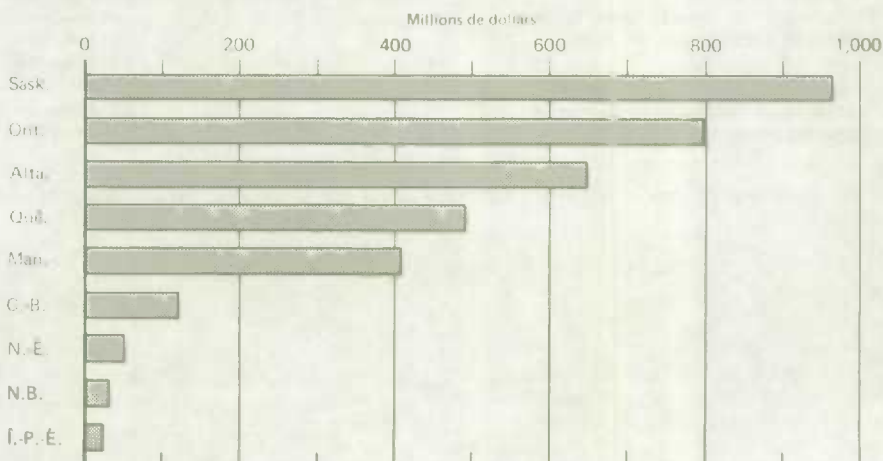 Millions de dollars
0 200 400 600 800 1,000
Sask.
Ont.
Alta.
Qué.
Man.
C.-B.
N.-É.
N.B.
Î.-P.-É.